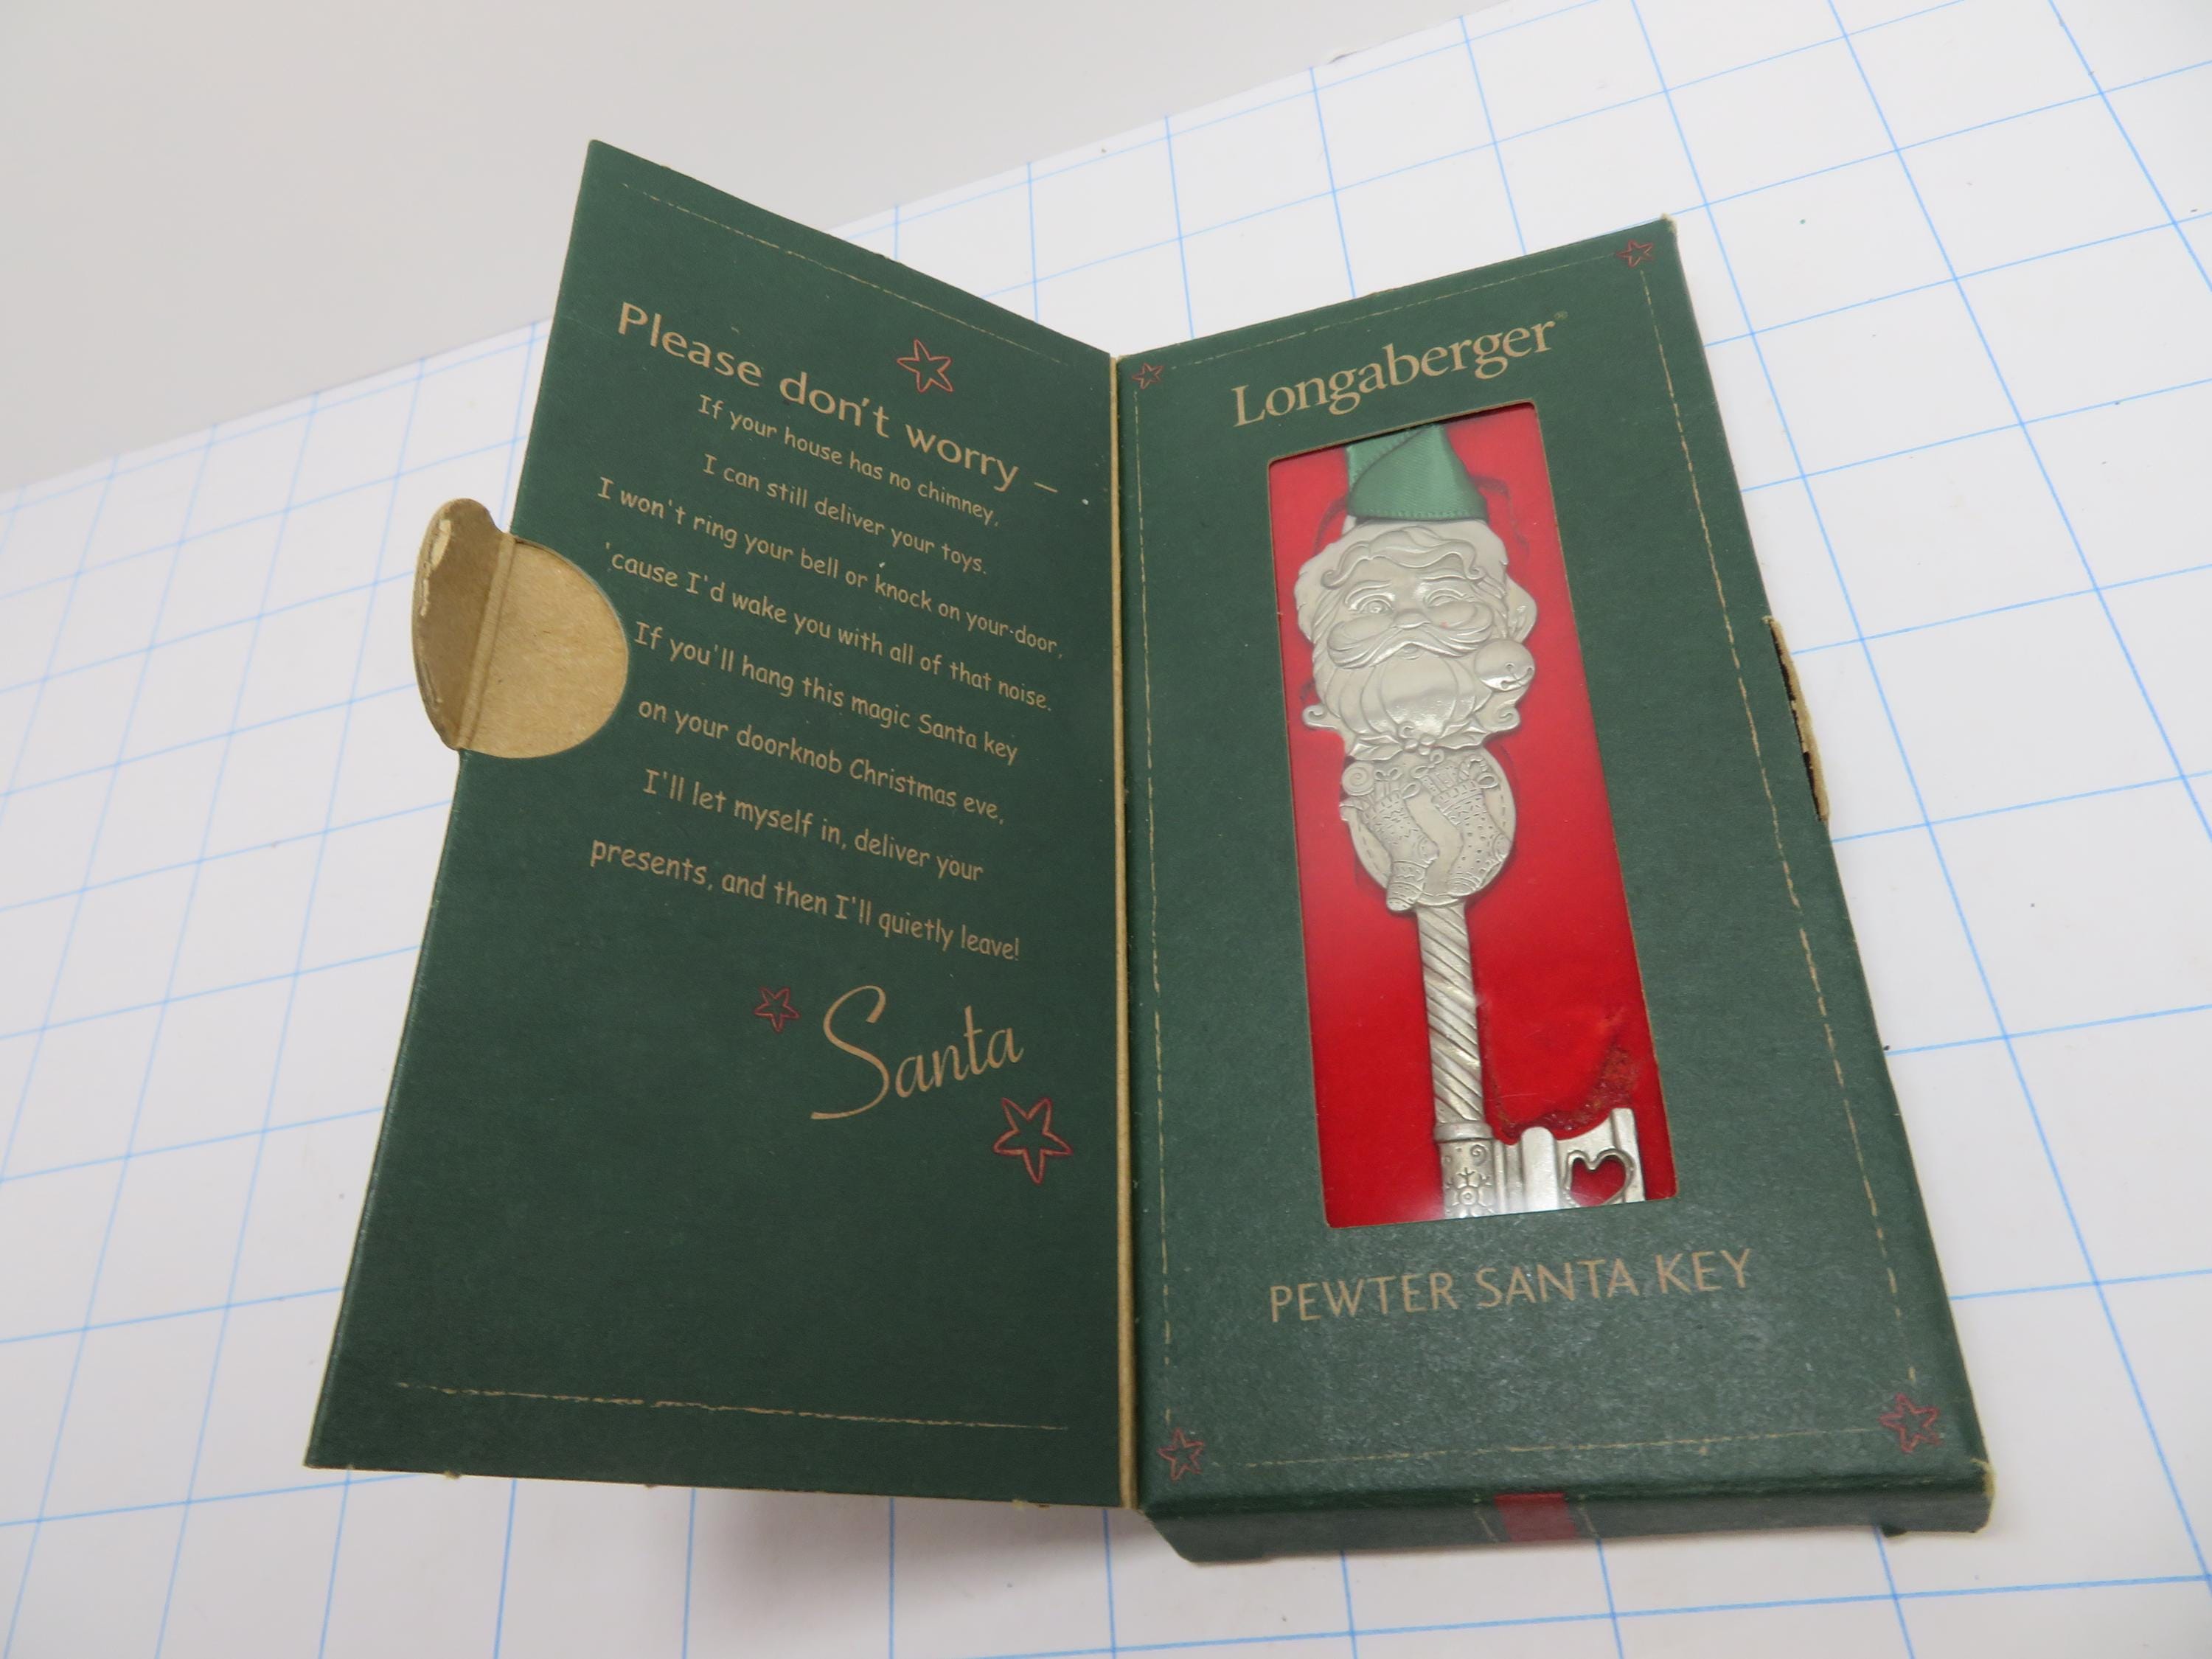 Please don't worry –
If your house has no chimney,
I can still deliver your toys.
I won't ring your bell or knock on your door,
'cause I'd wake you with all of that noise.
If you'll hang this magic Santa key
on your doorknob Christmas eve,
I'll let myself in, deliver your
presents, and then I'll quietly leave!
Santa
Longaberger®
PEWTER SANTA KEY